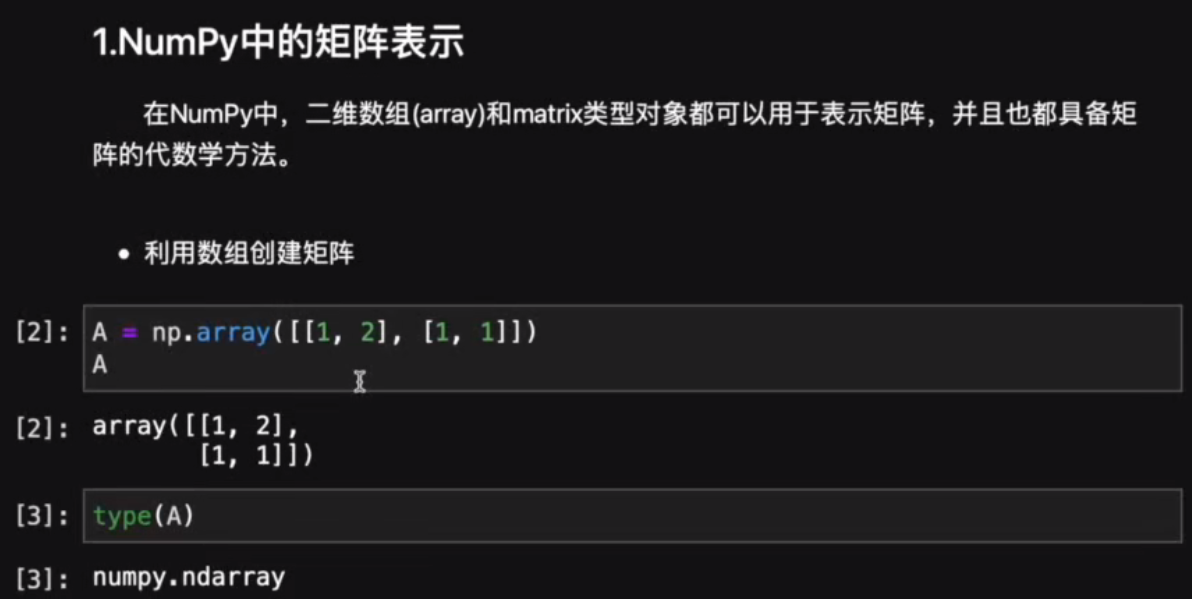 1.NumPy中的矩阵表示
在NumPy中，二维数组(array)和matrix类型对象都可以用于表示矩阵，并且也都具备矩
阵的代数学方法。
• 利用数组创建矩阵
[2]: A = np.array([[1, 2], [1, 1]])
A
[2]: array([[1, 2],
[1, 1]])
[3]: type(A)
[3]: numpy.ndarray